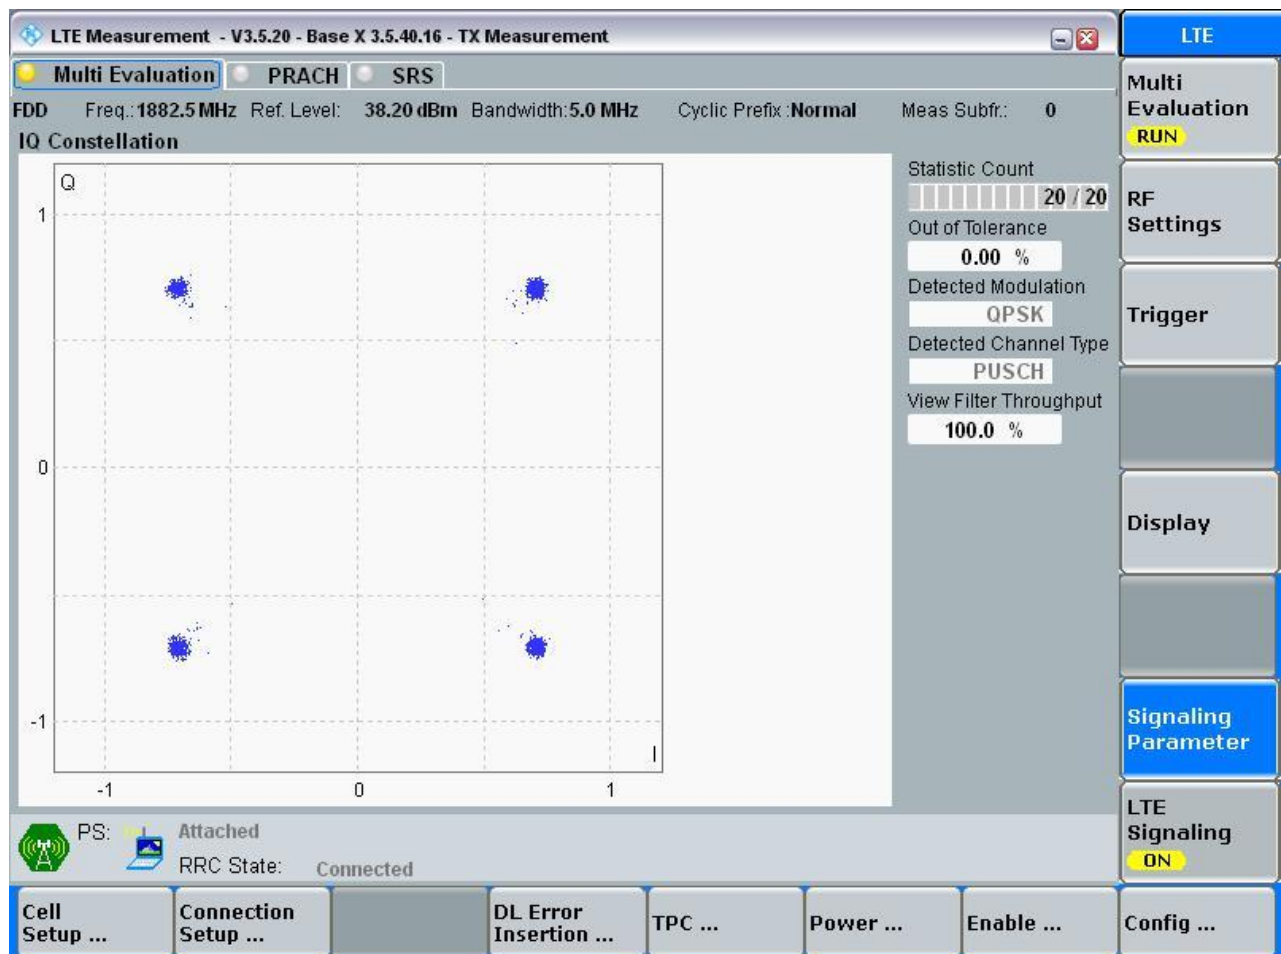 LTE Measurement - V3.5.20 - Base X 3.5.40.16 - TX Measurement
LTE
Multi Evaluation PRACH SRS
FDD Freq.: 1882.5 MHz Ref. Level: 38.20 dBm Bandwidth: 5.0 MHz Cyclic Prefix : Normal Meas Subfr.: 0
IQ Constellation
Q
1
0
-1
-1 0 1
I
Statistic Count
20 / 20
Out of Tolerance
0.00 %
Detected Modulation
QPSK
Detected Channel Type
PUSCH
View Filter Throughput
100.0 %
Multi
Evaluation
RUN
RF
Settings
Trigger
Display
Signaling
Parameter
LTE
Signaling
ON
PS: Attached
RRC State: Connected
Cell
Setup ...
Connection
Setup ...
DL Error
Insertion ...
TPC ...
Power ...
Enable ...
Config ...